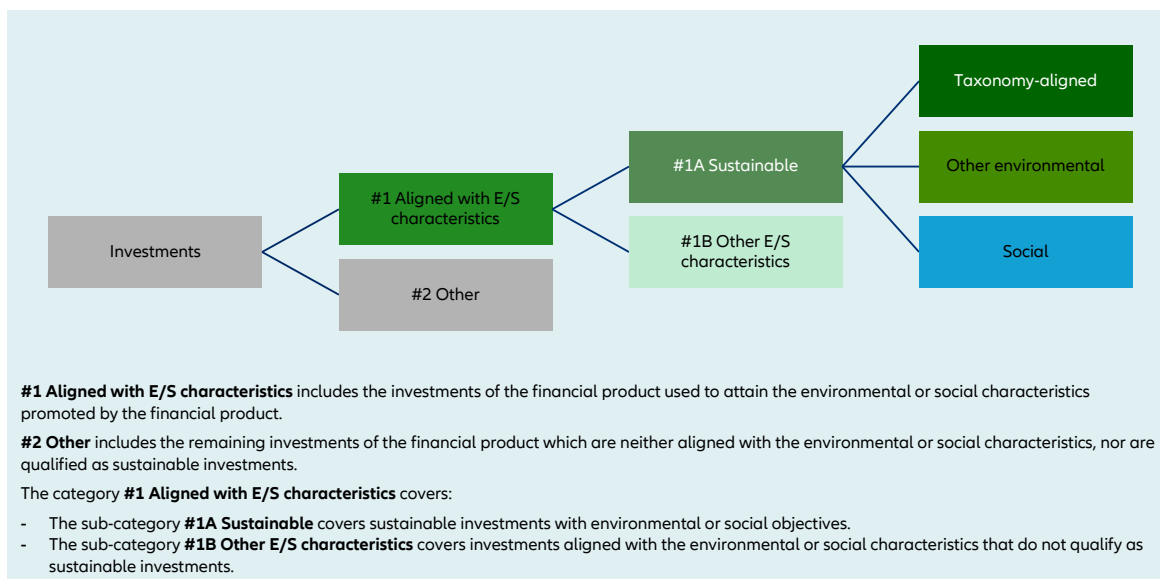 Taxonomy-aligned
#1A Sustainable
Other environmental
#1 Aligned with E/S
characteristics
#1B Other E/S
characteristics
Investments
Social
#2 Other
#1 Aligned with E/S characteristics includes the investments of the financial product used to attain the environmental or social characteristics
promoted by the financial product.
#2 Other includes the remaining investments of the financial product which are neither aligned with the environmental or social characteristics, nor are
qualified as sustainable investments.
The category #1 Aligned with E/S characteristics covers:
- The sub-category #1A Sustainable covers sustainable investments with environmental or social objectives.
- The sub-category #1B Other E/S characteristics covers investments aligned with the environmental or social characteristics that do not qualify as
sustainable investments.